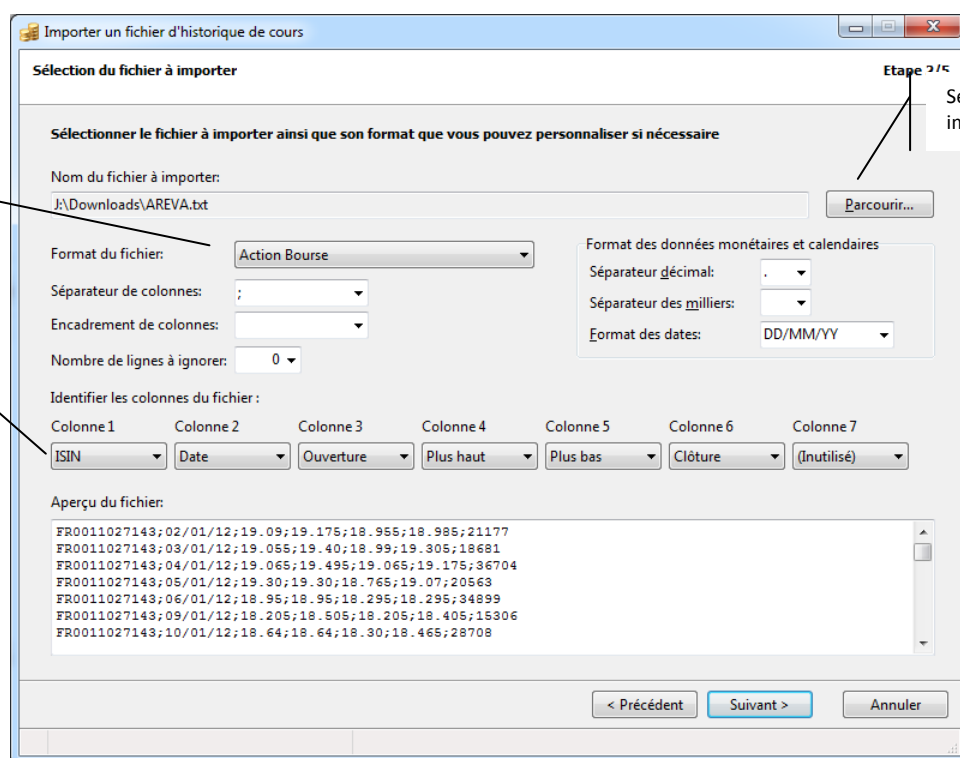 Importer un fichier d'historique de cours
Sélection du fichier à importer
Etape 2/5
Sélectionner le fichier à importer ainsi que son format que vous pouvez personnaliser si nécessaire
Nom du fichier à importer:
J:\Downloads\AREVA.txt
Parcourir...
Format du fichier:
Action Bourse
Séparateur de colonnes:
;
Encadrement de colonnes:
Nombre de lignes à ignorer:
0
Format des données monétaires et calendaires
Séparateur décimal:
.
Séparateur des milliers:
Format des dates:
DD/MM/YY
Identifier les colonnes du fichier :
Colonne 1 Colonne 2 Colonne 3 Colonne 4 Colonne 5 Colonne 6 Colonne 7
ISIN Date Ouverture Plus haut Plus bas Clôture (Inutilisé)
Aperçu du fichier:
FR0011027143;02/01/12;19.09;19.175;18.955;18.985;21177
FR0011027143;03/01/12;19.055;19.40;18.99;19.305;18681
FR0011027143;04/01/12;19.065;19.495;19.065;19.175;36704
FR0011027143;05/01/12;19.30;19.30;18.765;19.07;20563
FR0011027143;06/01/12;18.95;18.95;18.295;18.295;34899
FR0011027143;09/01/12;18.205;18.505;18.205;18.405;15306
FR0011027143;10/01/12;18.64;18.64;18.30;18.465;28708
< Précédent
Suivant >
Annuler